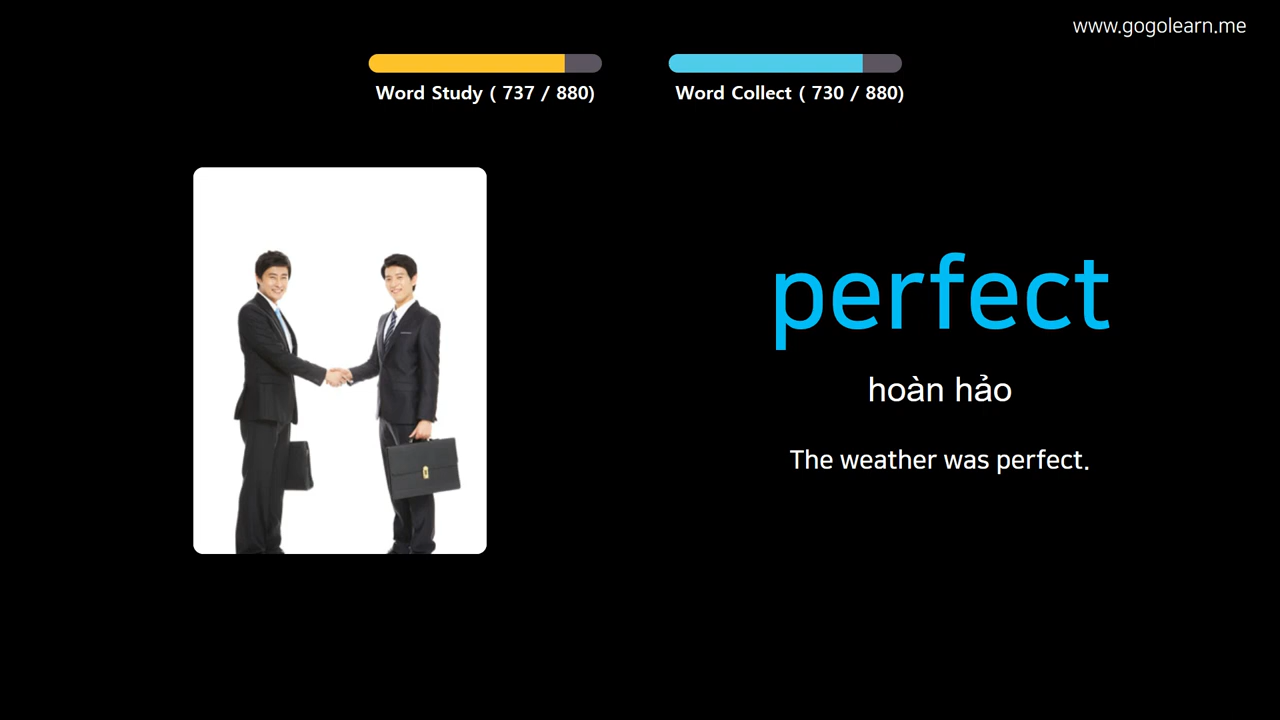 www.gogolearn.me
Word Study ( 737 / 880)
Word Collect ( 730 / 880)
perfect
hoàn hảo
The weather was perfect.